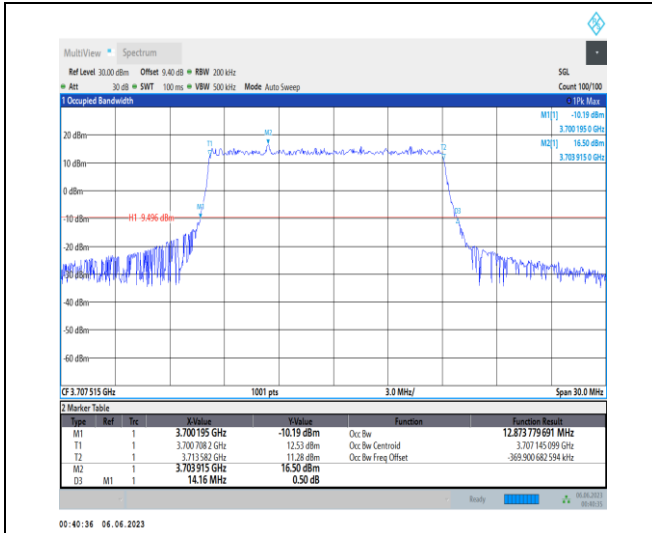 MultiView Spectrum
Ref Level 30.00 dBm Offset 9.40 dB RBW 200 kHz SGL
Att 30 dB SWT 100 ms VBW 500 kHz Mode Auto Sweep Count 100/100
1 Occupied Bandwidth 1Pk Max
M1[1] -10.19 dBm
3.700 195 0 GHz
M2[1] 16.50 dBm
3.703 915 0 GHz
20 dBm
M2
T1
T2
10 dBm
0 dBm
M1
D3
-10 dBm
H1 -9.496 dBm
-20 dBm
-30 dBm
-40 dBm
-50 dBm
-60 dBm
CF 3.707 515 GHz 1001 pts 3.0 MHz/ Span 30.0 MHz
2 Marker Table
Type Ref Trc X-Value Y-Value Function Function Result
M1 1 3.700 195 GHz -10.19 dBm Occ Bw 12.873 779 691 MHz
T1 1 3.700 708 2 GHz 12.53 dBm Occ Bw Centroid 3.707 145 099 GHz
T2 1 3.713 582 GHz 11.28 dBm Occ Bw Freq Offset -369.900 682 594 kHz
M2 1 3.703 915 GHz 16.50 dBm
D3 M1 1 14.16 MHz 0.50 dB
Ready 06.06.2023
00:40:35
00:40:36 06.06.2023